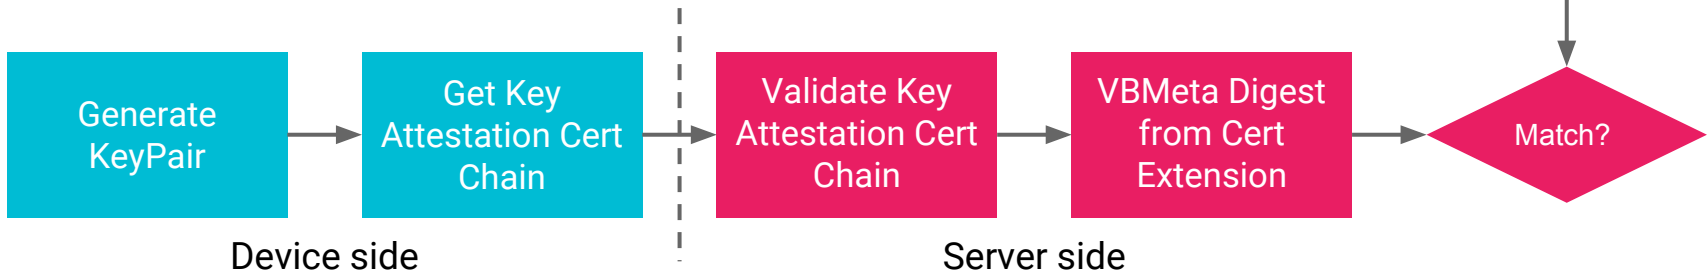 Generate
KeyPair
Get Key
Attestation Cert
Chain
Validate Key
Attestation Cert
Chain
VBMeta Digest
from Cert
Extension
Match?
Device side
Server side